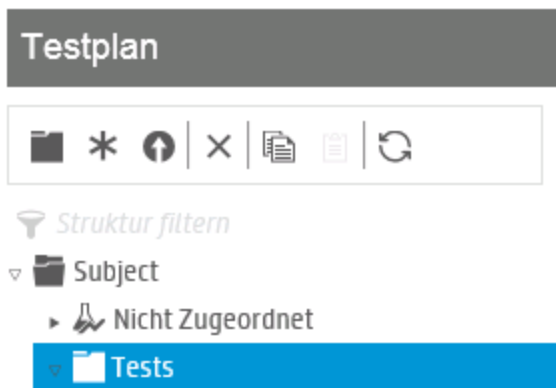 Testplan
Struktur filtern
Subject
Nicht Zugeordnet
Tests